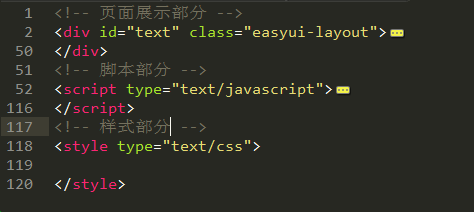 1 <!-- 页面展示部分 -->
2 <div id="text" class="easyui-layout">
50 </div>
51 <!-- 脚本部分 -->
52 <script type="text/javascript">
116 </script>
117 <!-- 样式部分 -->
118 <style type="text/css">
119
120 </style>